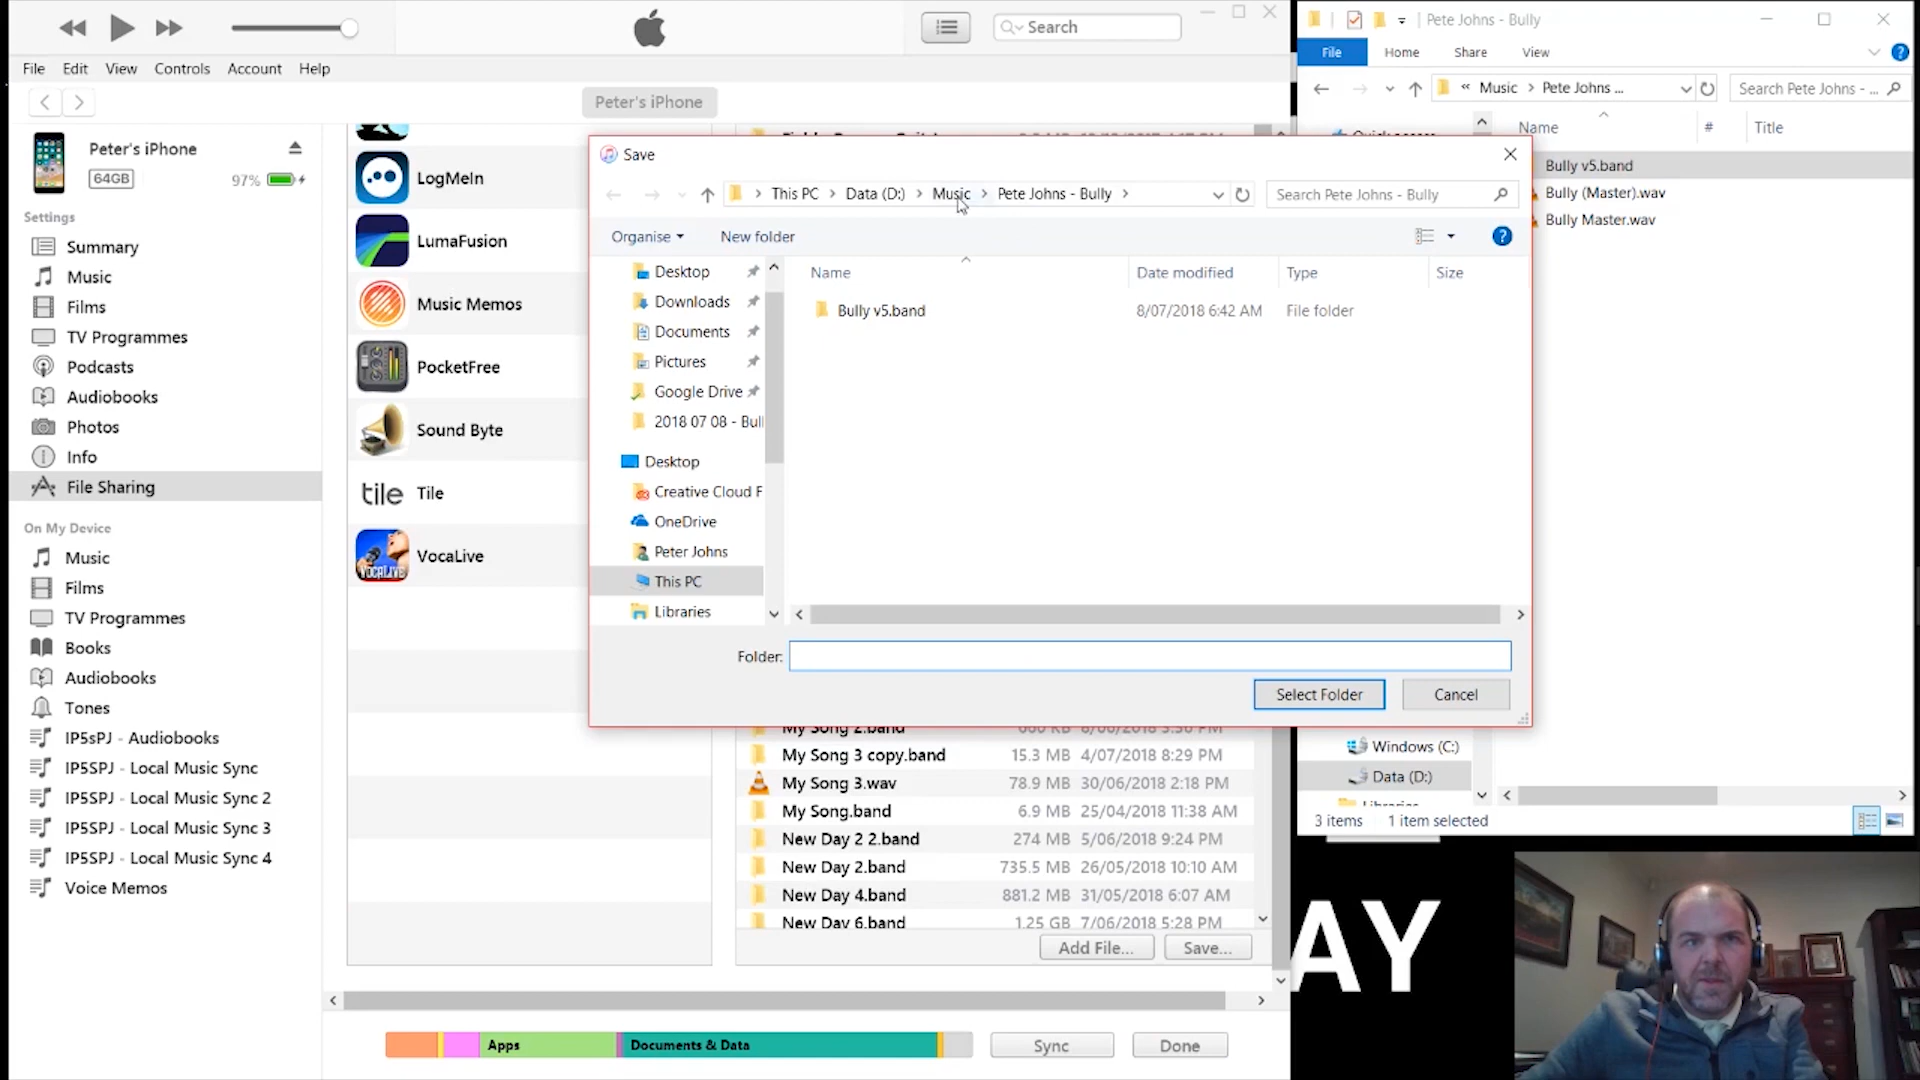 Search
File Edit View Controls Account Help
Peter's iPhone
Peter's iPhone
64GB
97%
Settings
Summary
Music
Films
TV Programmes
Podcasts
Audiobooks
Photos
Info
File Sharing
On My Device
Music
Films
TV Programmes
Books
Audiobooks
Tones
IP5sPJ - Audiobooks
IP5SPJ - Local Music Sync
IP5SPJ - Local Music Sync 2
IP5SPJ - Local Music Sync 3
IP5SPJ - Local Music Sync 4
Voice Memos
LogMeIn
LumaFusion
Music Memos
PocketFree
Sound Byte
tile Tile
VOCALIVE VocaLive
Save
This PC > Data (D:) > Music > Pete Johns - Bully >
Search Pete Johns - Bully
Organise New folder
Name Date modified Type Size
Bully v5.band 8/07/2018 6:42 AM File folder
Desktop
Downloads
Documents
Pictures
Google Drive
2018 07 08 - Bull
Desktop
Creative Cloud F
OneDrive
Peter Johns
This PC
Libraries
Folder:
Select Folder Cancel
My Song 2.band
My Song 3 copy.band 15.3 MB 4/07/2018 8:29 PM
My Song 3.wav 78.9 MB 30/06/2018 2:18 PM
My Song.band 6.9 MB 25/04/2018 11:38 AM
New Day 2 2.band 274 MB 5/06/2018 9:24 PM
New Day 2.band 735.5 MB 26/05/2018 10:10 AM
New Day 4.band 881.2 MB 31/05/2018 6:07 AM
New Day 6.band 1.25 GB 7/06/2018 5:28 PM
Add File... Save...
Apps Documents & Data Sync Done
Pete Johns - Bully
File Home Share View
« Music > Pete Johns ...
Search Pete Johns - ...
Name # Title
Bully v5.band
Bully (Master).wav
Bully Master.wav
Windows (C:)
Data (D:)
Libraries
3 items 1 item selected
AY